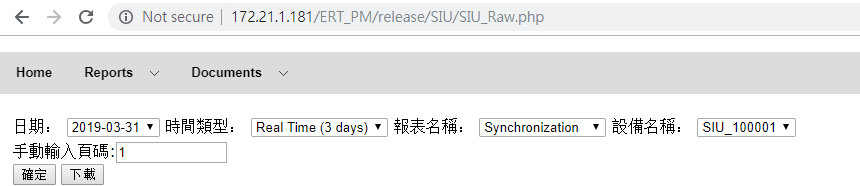 Not secure | 172.21.1.181/ERT_PM/release/SIU/SIU_Raw.php
Home Reports Documents
日期： 2019-03-31 時間類型： Real Time (3 days) 報表名稱： Synchronization 設備名稱： SIU_100001
手動輸入頁碼:1
確定 下載